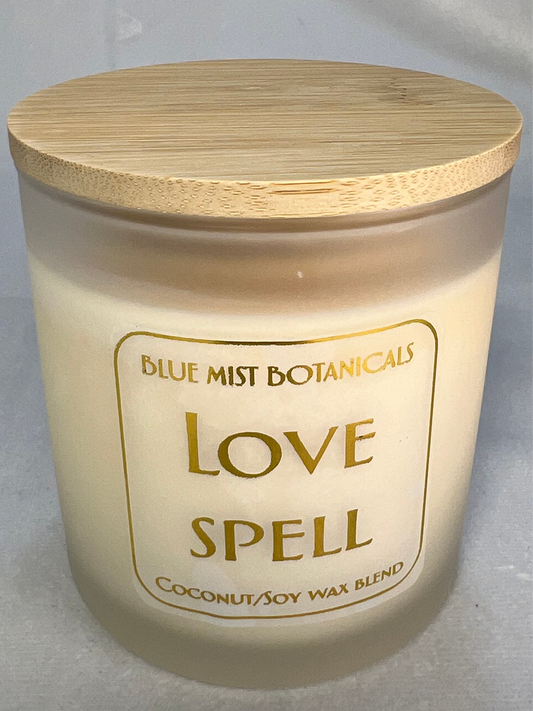 BLUE MIST BOTANICALS
LOVE
SPELL
COCONUT/SOY WAX BLEND